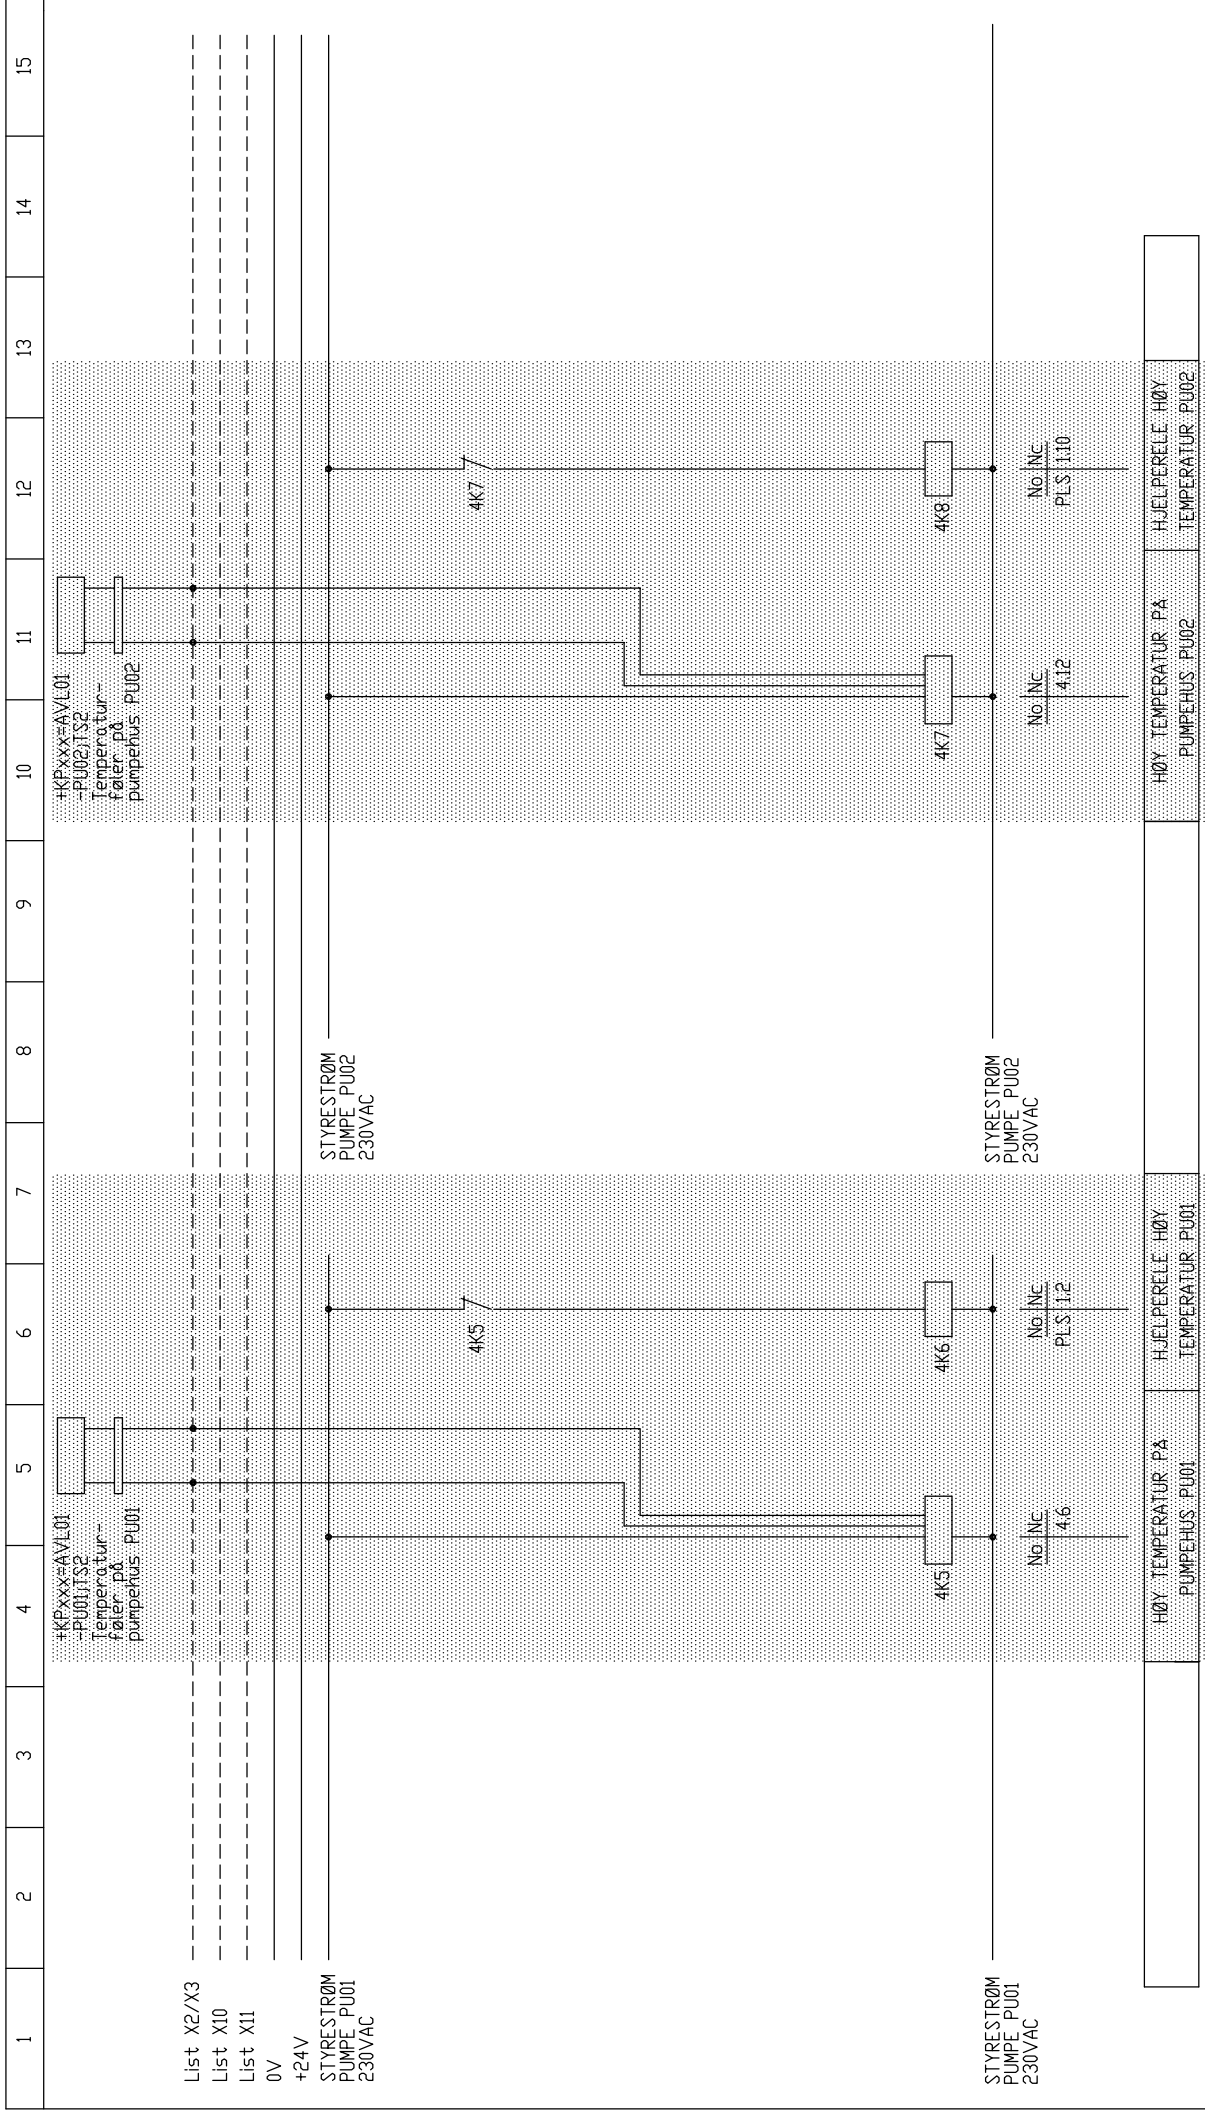 1
2
3
4
5
6
7
8
9
10
11
12
13
14
15
+KPxxx=AVL01
-PU01;TS2
Temperatur-
føler på
pumpehus PU01
+KPxxx=AVL01
-PU02;TS2
Temperatur-
føler på
pumpehus PU02
List X2/X3
List X10
List X11
0V
+24V
STYRESTRØM
PUMPE PU01
230VAC
STYRESTRØM
PUMPE PU02
230VAC
4K5
4K7
4K5
4K6
4K7
4K8
STYRESTRØM
PUMPE PU01
230VAC
STYRESTRØM
PUMPE PU02
230VAC
No Nc
4.6
No Nc
PLS 1.2
No Nc
4.12
No Nc
PLS 1.10
HØY TEMPERATUR PÅ
PUMPEHUS PU01
HJELPERELE HØY
TEMPERATUR PU01
HØY TEMPERATUR PÅ
PUMPEHUS PU02
HJELPERELE HØY
TEMPERATUR PU02